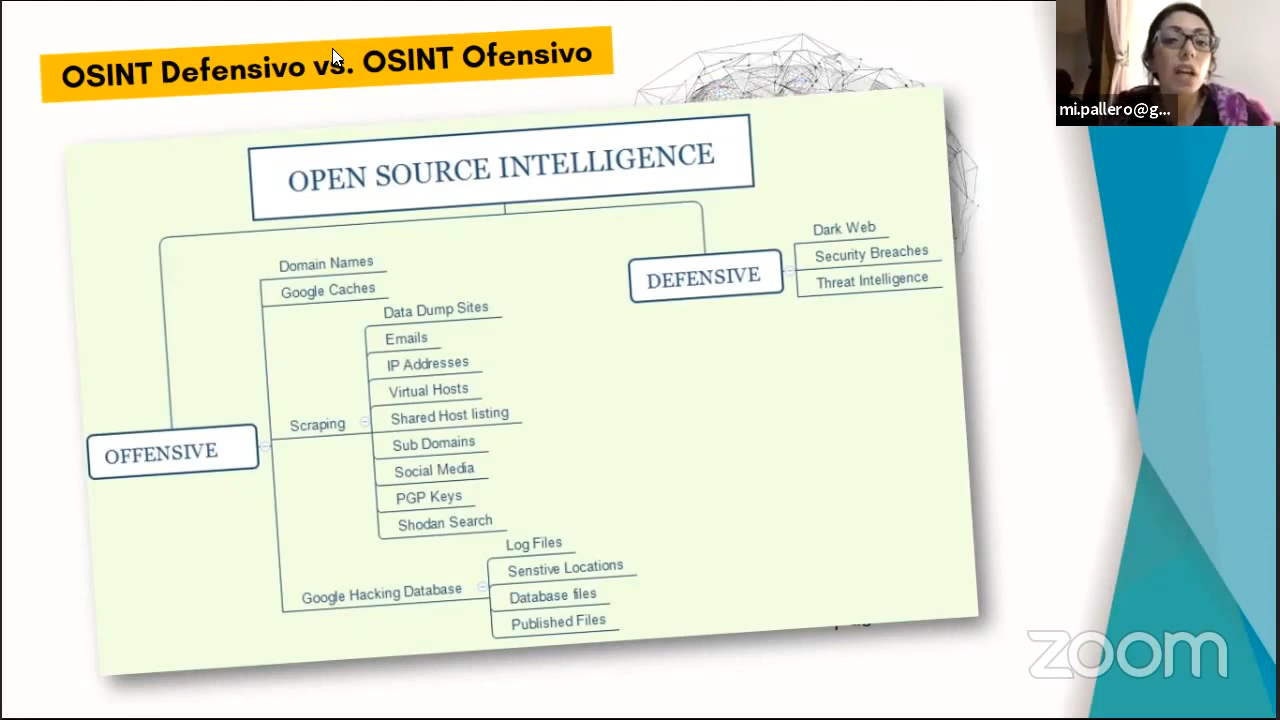 OSINT Defensivo vs. OSINT Ofensivo
mi.pallero@g...
OPEN SOURCE INTELLIGENCE
OFFENSIVE
Domain Names
Google Caches
Scraping
Data Dump Sites
Emails
IP Addresses
Virtual Hosts
Shared Host listing
Sub Domains
Social Media
PGP Keys
Shodan Search
Google Hacking Database
Log Files
Senstive Locations
Database files
Published Files
DEFENSIVE
Dark Web
Security Breaches
Threat Intelligence
zoom